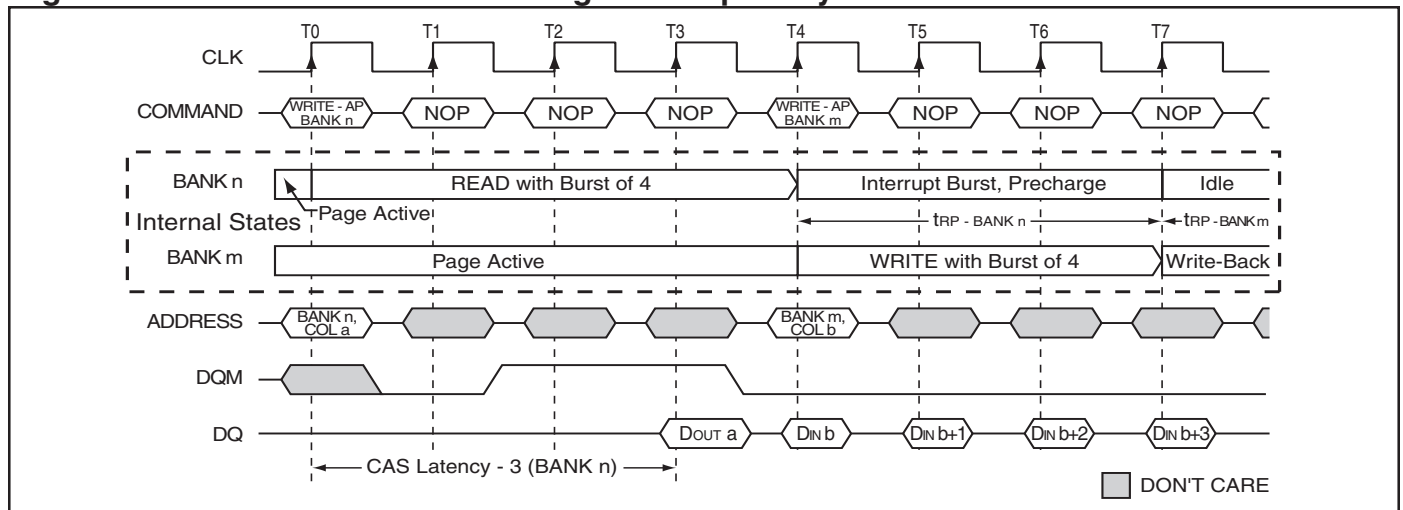 T0 T1 T2 T3 T4 T5 T6 T7
CLK
COMMAND WRITE - AP BANK n NOP NOP NOP WRITE - AP BANK m NOP NOP NOP
BANK n READ with Burst of 4 Interrupt Burst, Precharge Idle
Internal States Page Active tRP - BANK n tRP - BANK m
BANK m Page Active WRITE with Burst of 4 Write-Back
ADDRESS BANK n, COL a BANK m, COL b
DQM
DQ DOUT a DIN b DIN b+1 DIN b+2 DIN b+3
CAS Latency - 3 (BANK n)
DON'T CARE